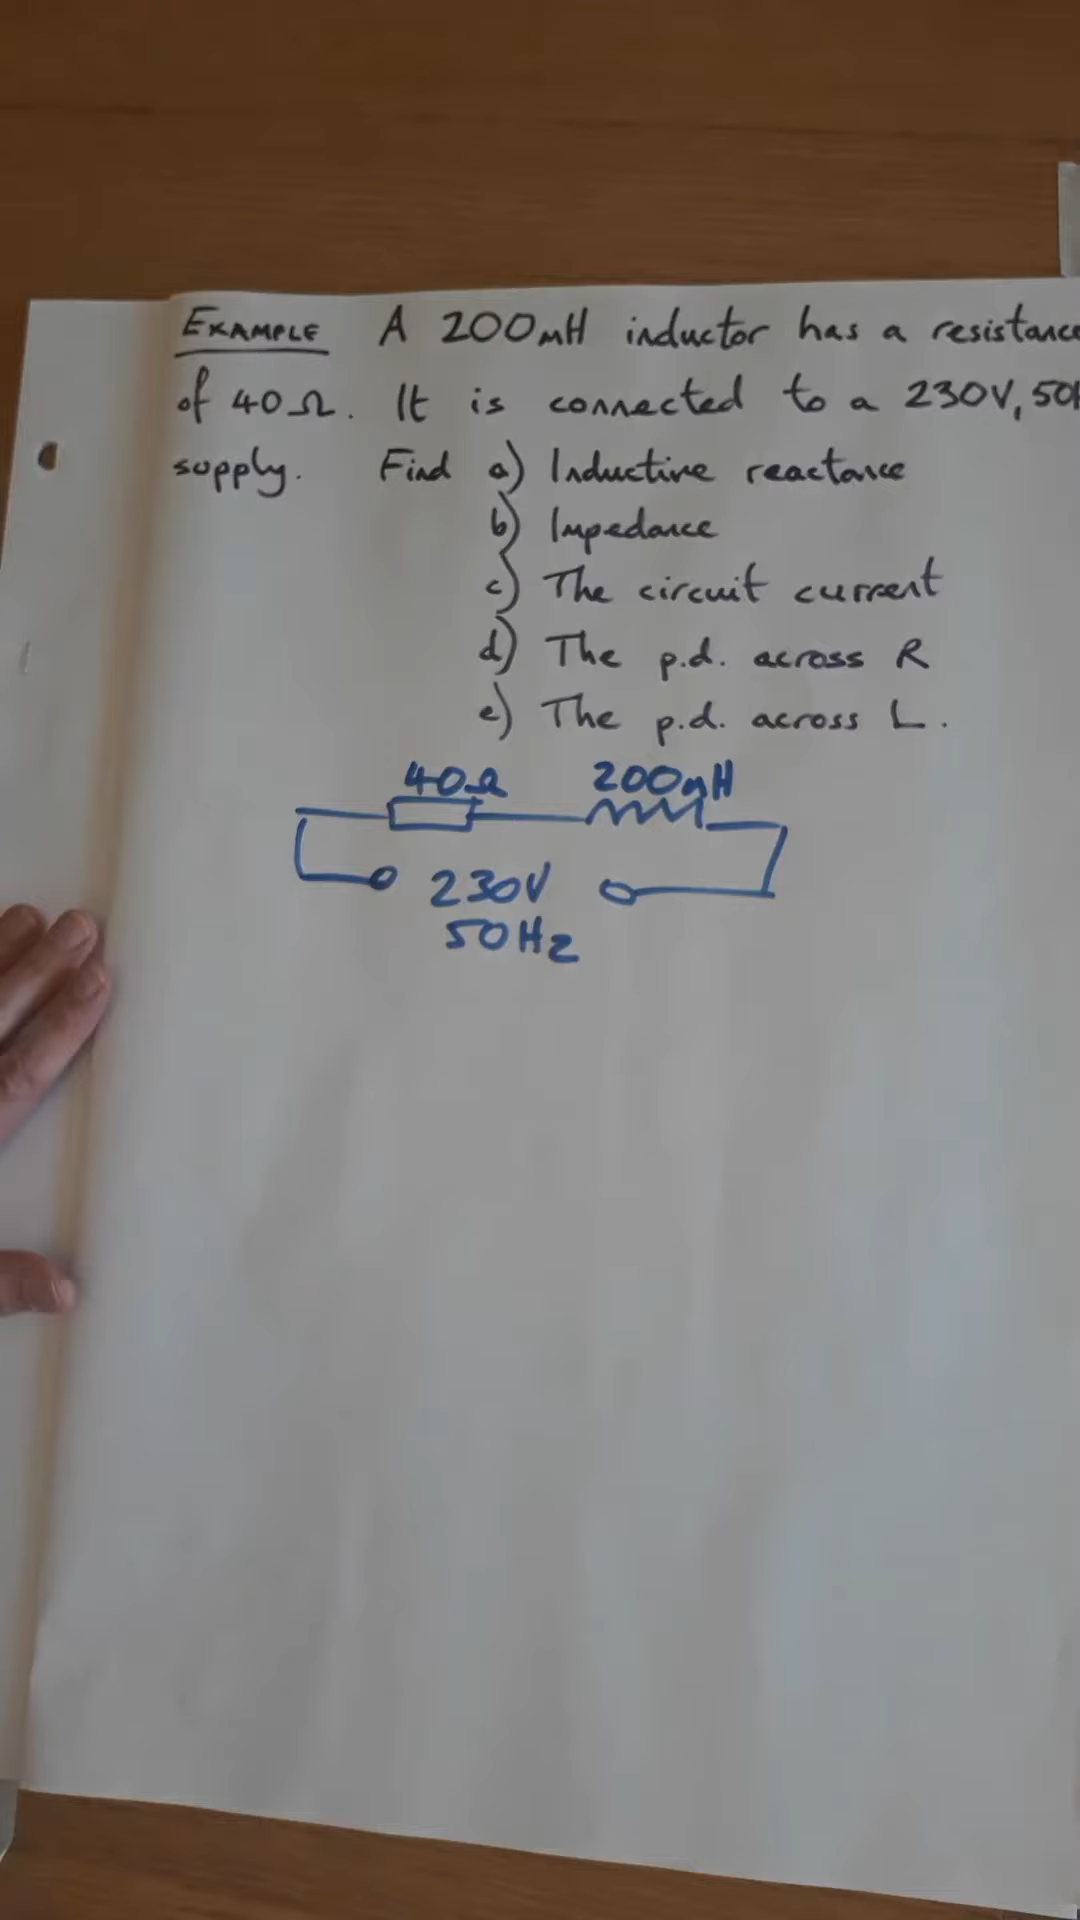 EXAMPLE A 200mH inductor has a resistance
of 40Ω. It is connected to a 230V, 50H
supply. Find a) Inductive reactance
b) Impedance
c) The circuit current
d) The p.d. across R
e) The p.d. across L.
40Ω 200mH
230V
50Hz